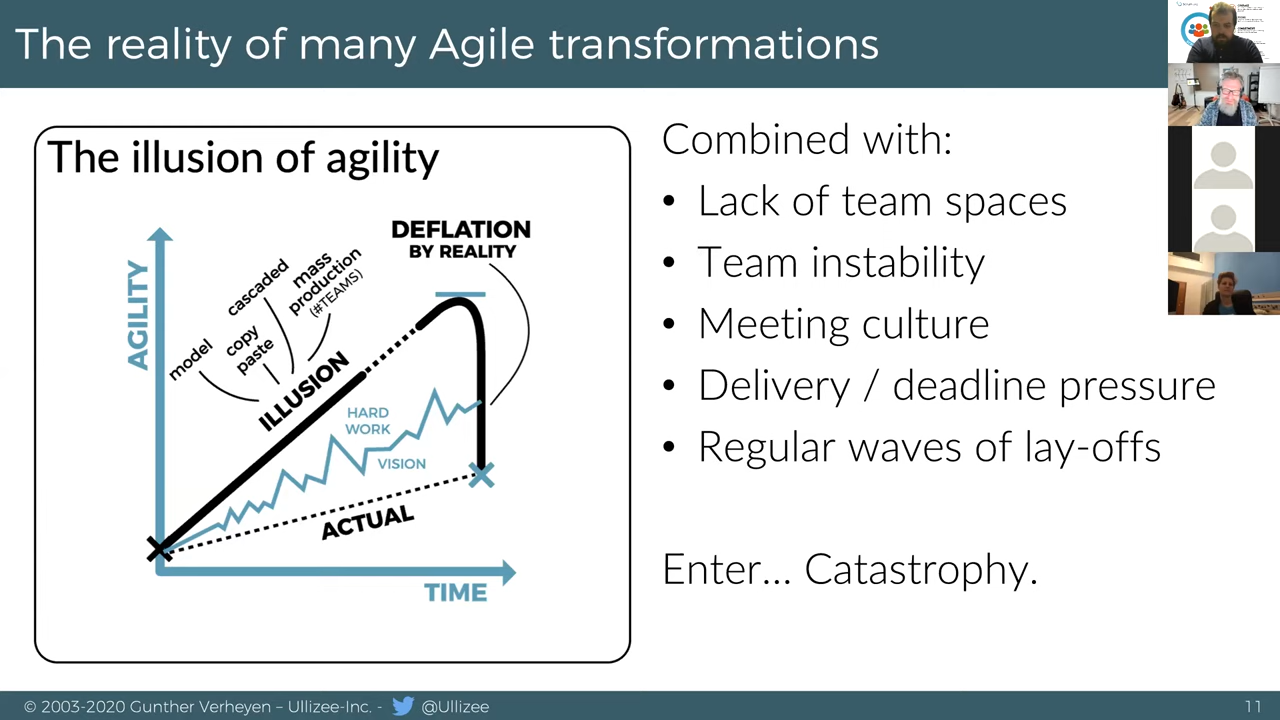 The reality of many Agile transformations
The illusion of agility
DEFLATION
BY REALITY
AGILITY
model
copy
paste
cascaded
mass
production
(#TEAMS)
ILLUSION
HARD
WORK
VISION
ACTUAL
TIME
Combined with:
• Lack of team spaces
• Team instability
• Meeting culture
• Delivery / deadline pressure
• Regular waves of lay-offs
Enter... Catastrophy.
© 2003-2020 Gunther Verheyen – Ullizee-Inc. - @Ullizee
11